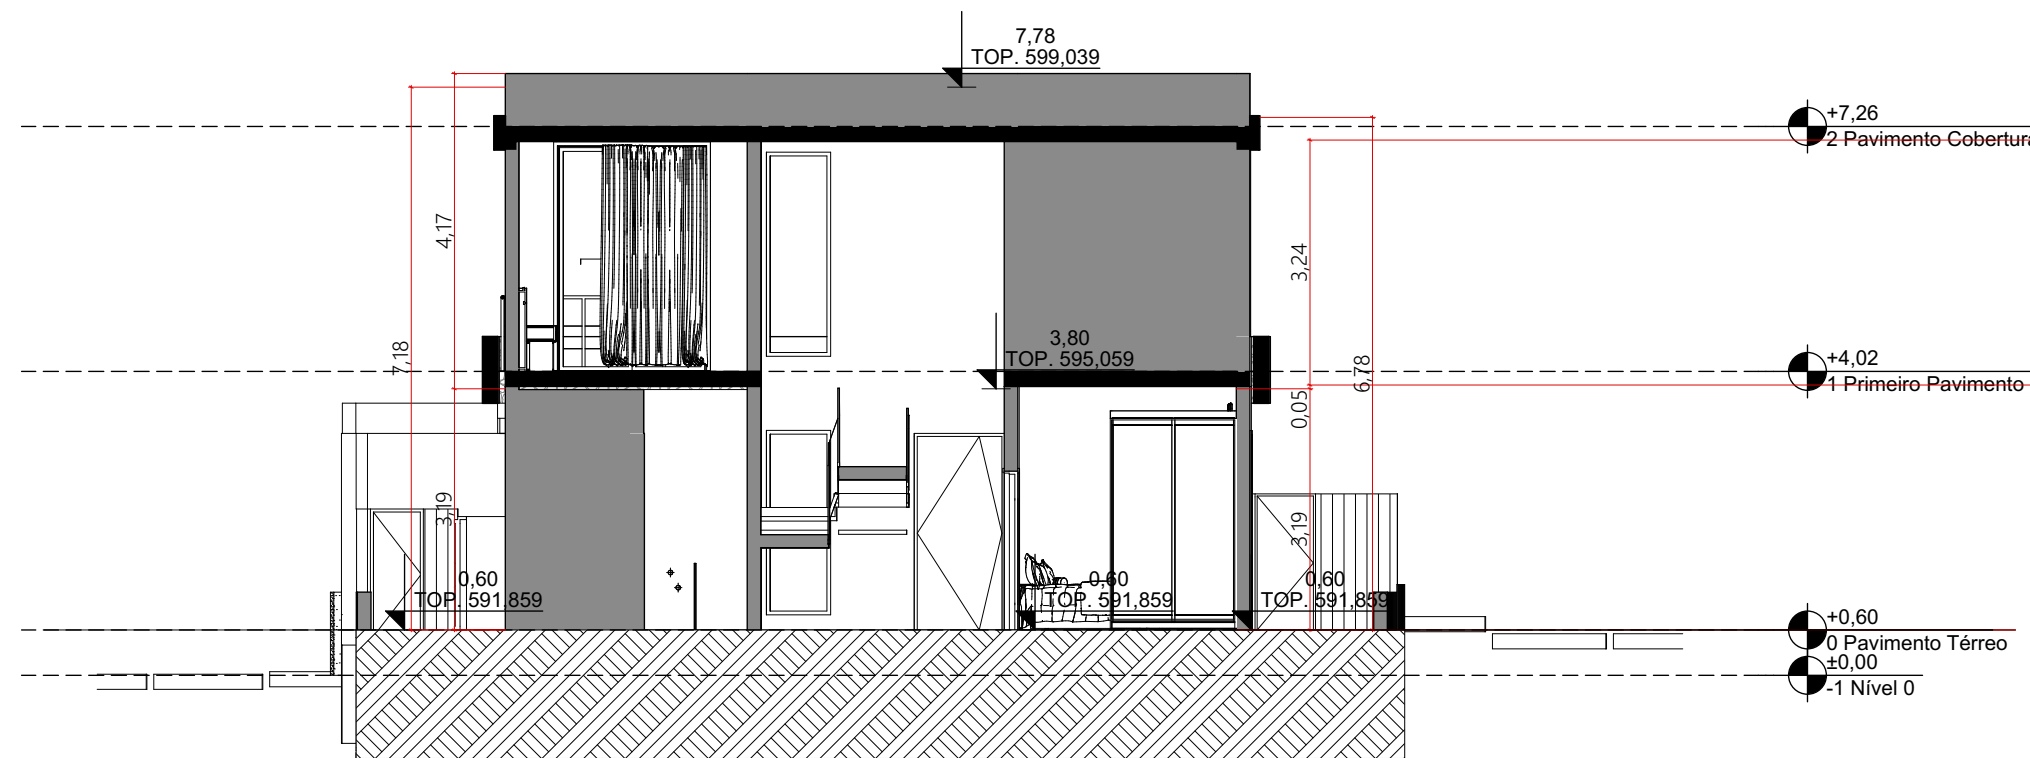 7,78
TOP. 599,039
+7,26
2 Pavimento Cobertura
4,17
3,24
7,18
3,80
TOP. 595,059
6,78
+4,02
1 Primeiro Pavimento
0,05
3,19
3,19
0,60
TOP. 591,859
0,60
TOP. 591,859
0,60
TOP. 591,859
+0,60
0 Pavimento Térreo
±0,00
-1 Nível 0